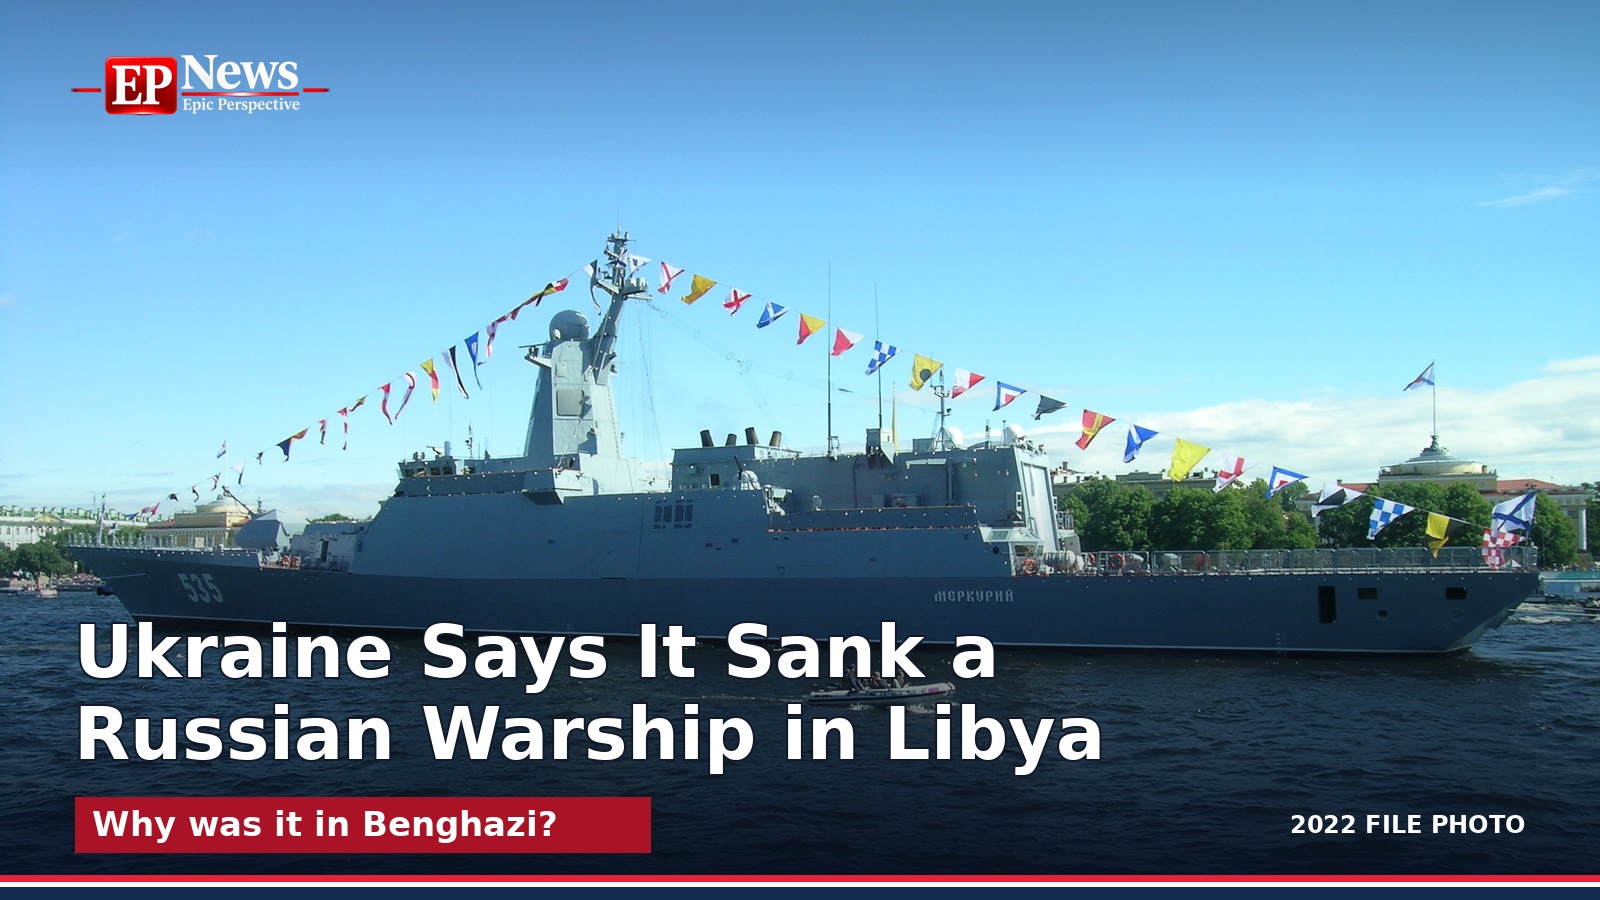 EP News
Epic Perspective
535
МЕРКУРИЙ
Ukraine Says It Sank a
Russian Warship in Libya
Why was it in Benghazi?
2022 FILE PHOTO